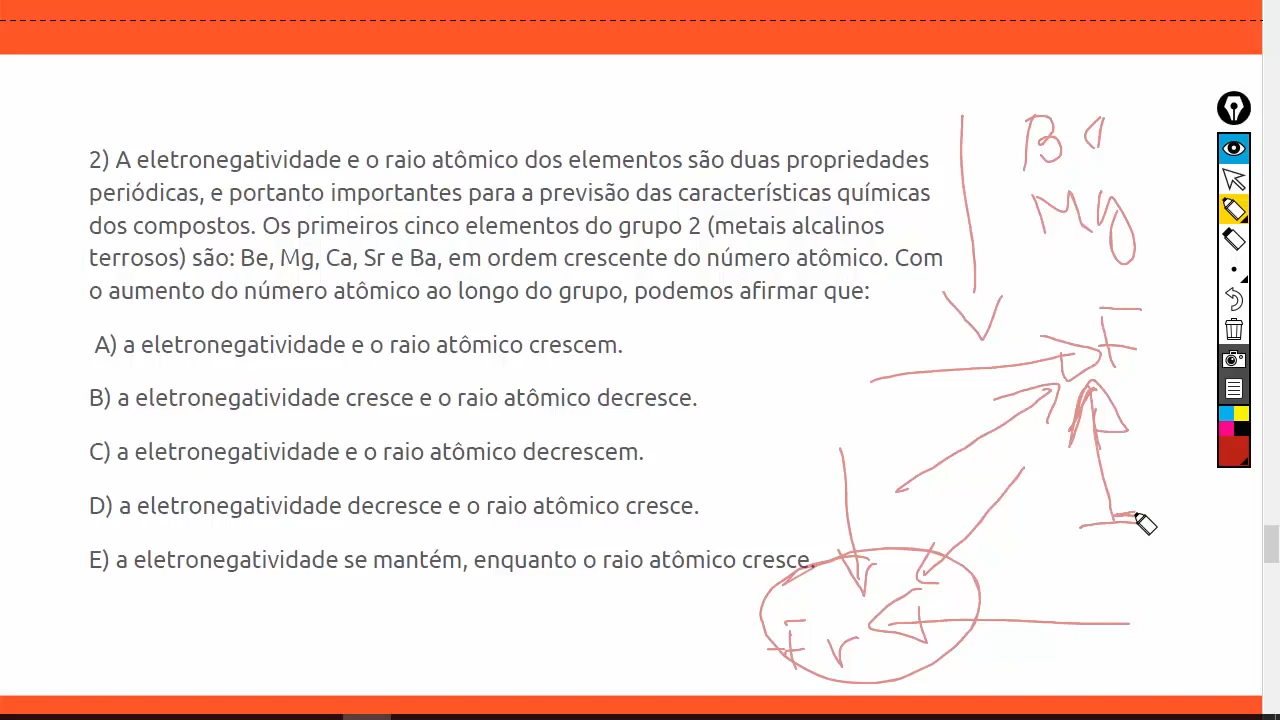 2) A eletronegatividade e o raio atômico dos elementos são duas propriedades
periódicas, e portanto importantes para a previsão das características químicas
dos compostos. Os primeiros cinco elementos do grupo 2 (metais alcalinos
terrosos) são: Be, Mg, Ca, Sr e Ba, em ordem crescente do número atômico. Com
o aumento do número atômico ao longo do grupo, podemos afirmar que:
A) a eletronegatividade e o raio atômico crescem.
B) a eletronegatividade cresce e o raio atômico decresce.
C) a eletronegatividade e o raio atômico decrescem.
D) a eletronegatividade decresce e o raio atômico cresce.
E) a eletronegatividade se mantém, enquanto o raio atômico cresce.
Mg
F
Fr